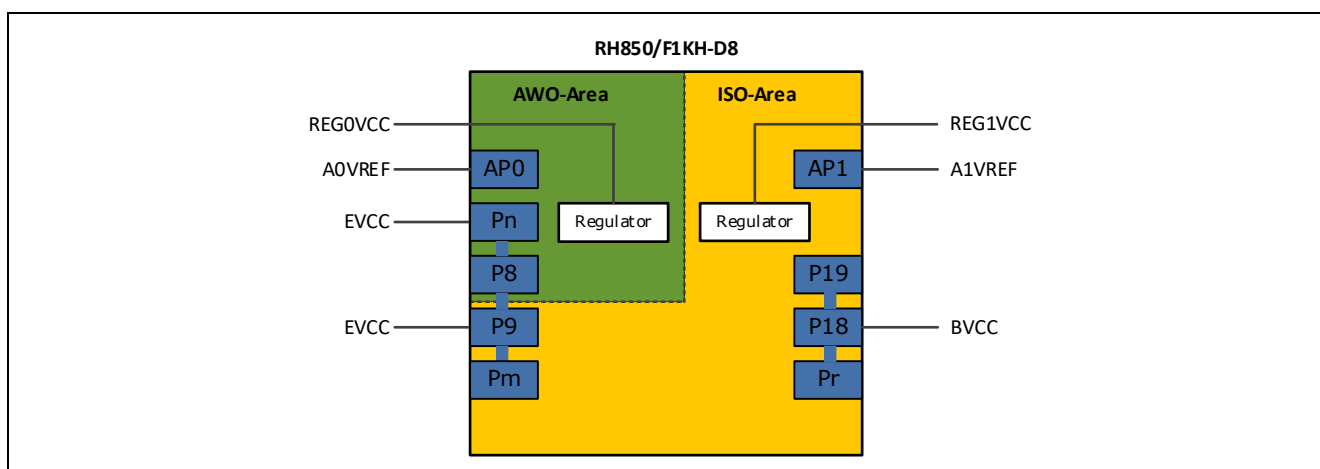 RH850/F1KH-D8
AWO-Area ISO-Area
REG0VCC REG1VCC
A0VREF AP0 AP1 A1VREF
EVCC Pn Regulator Regulator
P8 P19
EVCC P9 P18 BVCC
Pm Pr